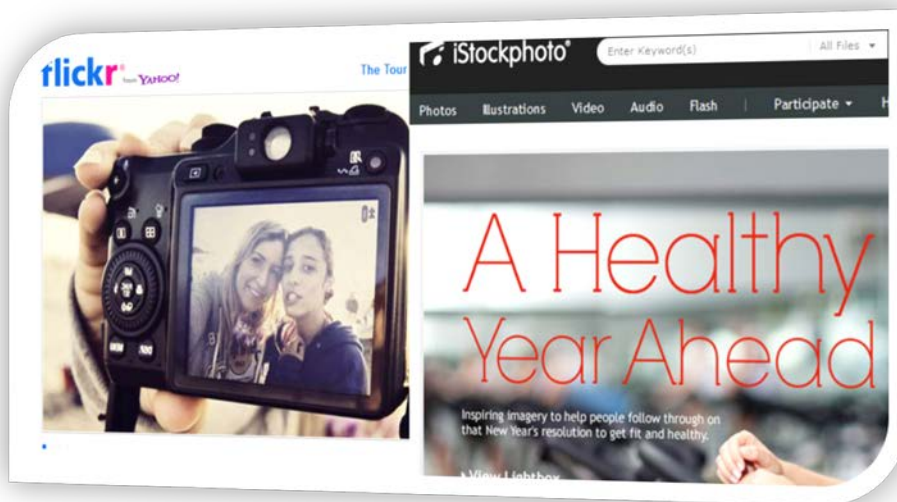 flickr from YAHOO!
The Tour
iStockphoto®
Enter Keyword(s)
All Files
Photos Illustrations Video Audio Flash | Participate
A Healthy
Year Ahead
Inspiring imagery to help people follow through on
that New Year's resolution to get fit and healthy.
View Lightbox